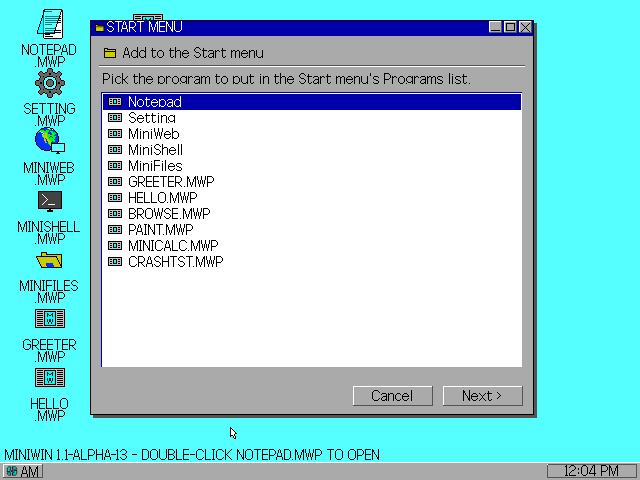 START MENU
Add to the Start menu
Pick the program to put in the Start menu's Programs list.
Notepad
Setting
MiniWeb
MiniShell
MiniFiles
GREETER.MWP
HELLO.MWP
BROWSE.MWP
PAINT.MWP
MINICALC.MWP
CRASHTST.MWP
Cancel
Next >
NOTEPAD
.MWP
SETTING
.MWP
MINIWEB
.MWP
MINISHELL
.MWP
MINIFILES
.MWP
GREETER
.MWP
HELLO
.MWP
MINIWIN 1.1-ALPHA-13 - DOUBLE-CLICK NOTEPAD.MWP TO OPEN
AM
12:04 PM